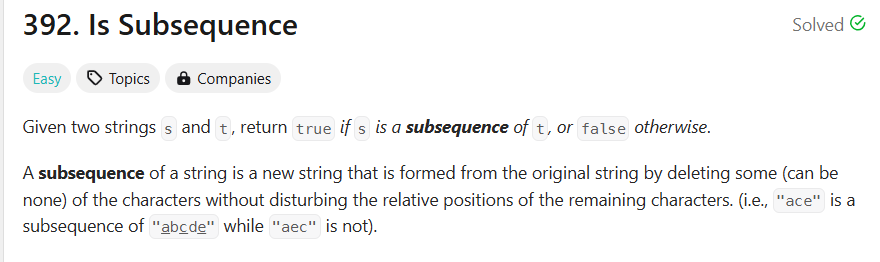 392. Is Subsequence
Solved
Easy
Topics
Companies
Given two strings s and t, return true if s is a subsequence of t, or false otherwise.
A subsequence of a string is a new string that is formed from the original string by deleting some (can be
none) of the characters without disturbing the relative positions of the remaining characters. (i.e., "ace" is a
subsequence of "abcde" while "aec" is not).